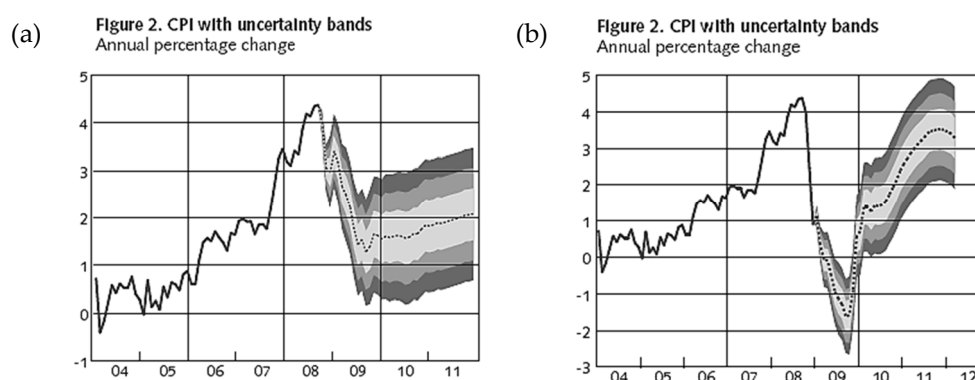 (a)
Figure 2. CPI with uncertainty bands
Annual percentage change
5
4
3
2
1
0
-1
04 05 06 07 08 09 10 11
(b)
Figure 2. CPI with uncertainty bands
Annual percentage change
5
4
3
2
1
0
-1
-2
-3
04 05 06 07 08 09 10 11 12